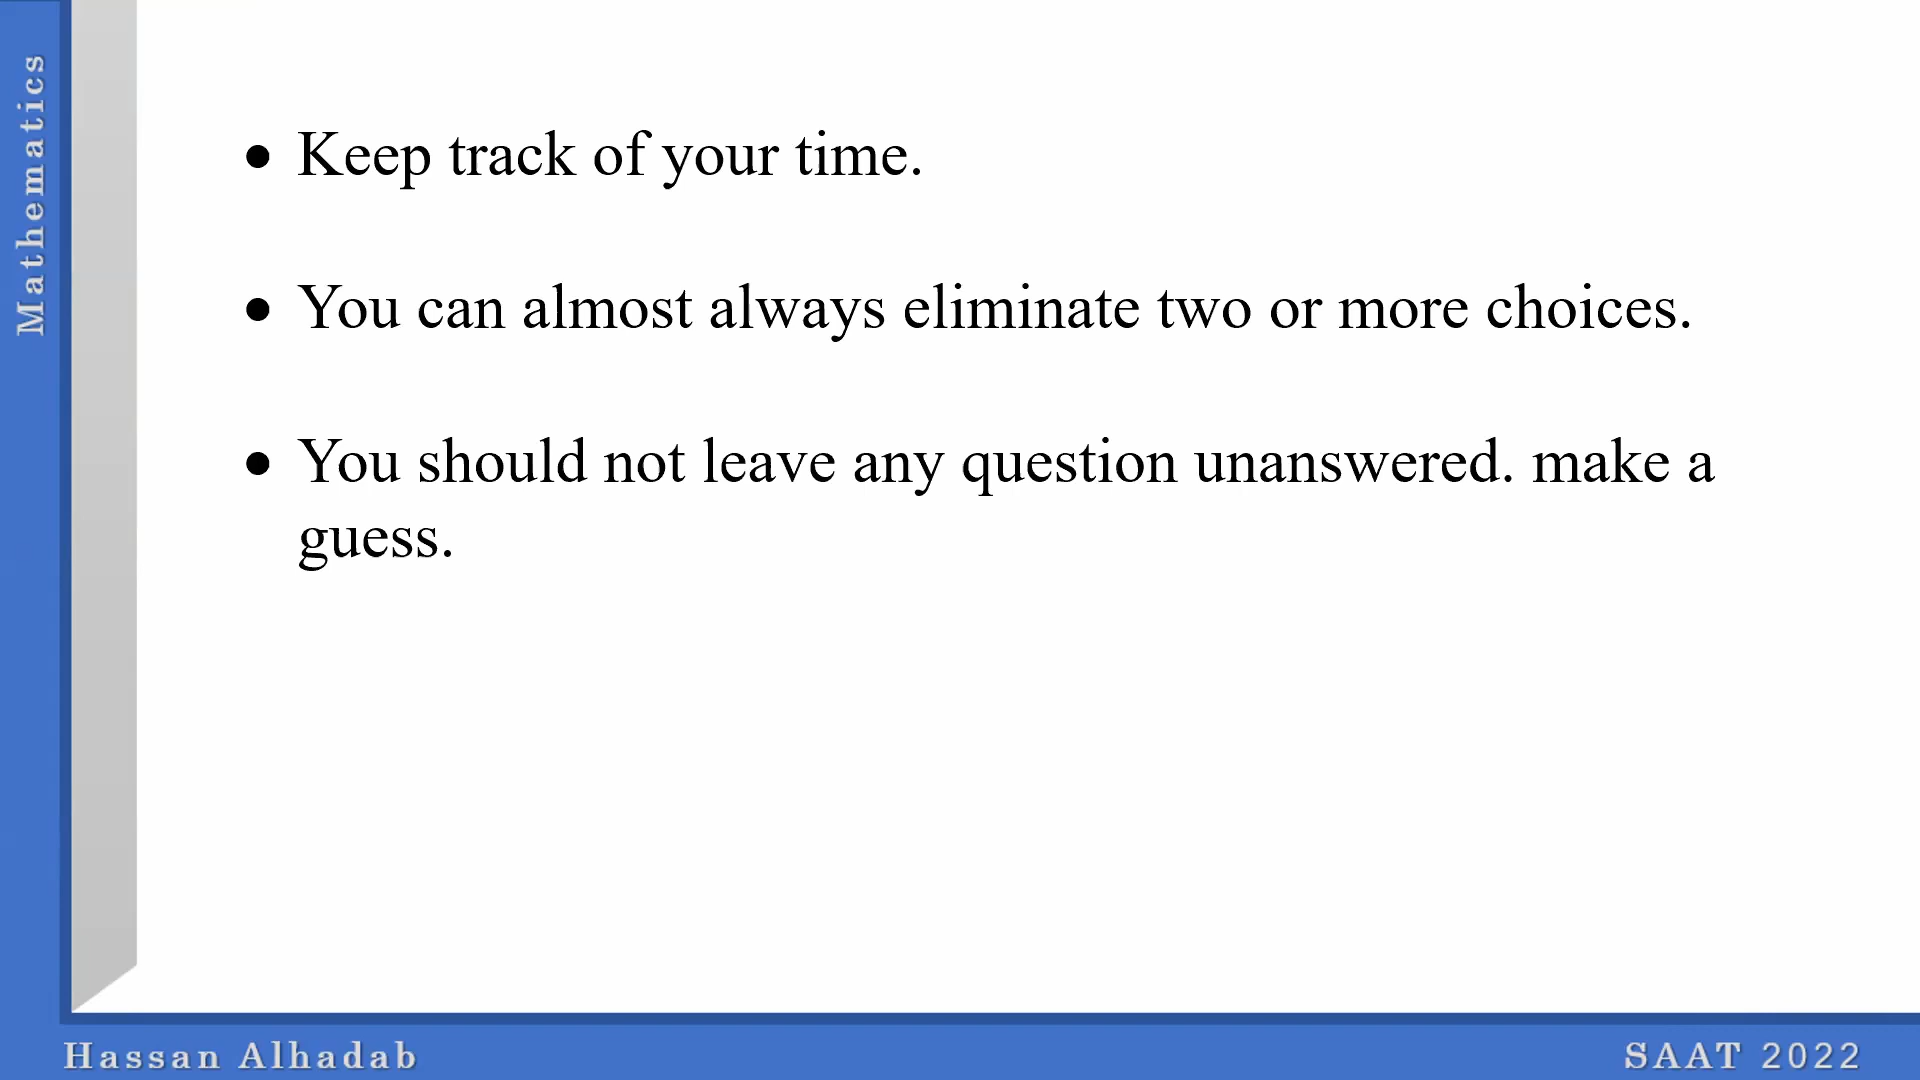 Mathematics
• Keep track of your time.
• You can almost always eliminate two or more choices.
• You should not leave any question unanswered. make a
guess.
Hassan Alhadab
SAAT 2022